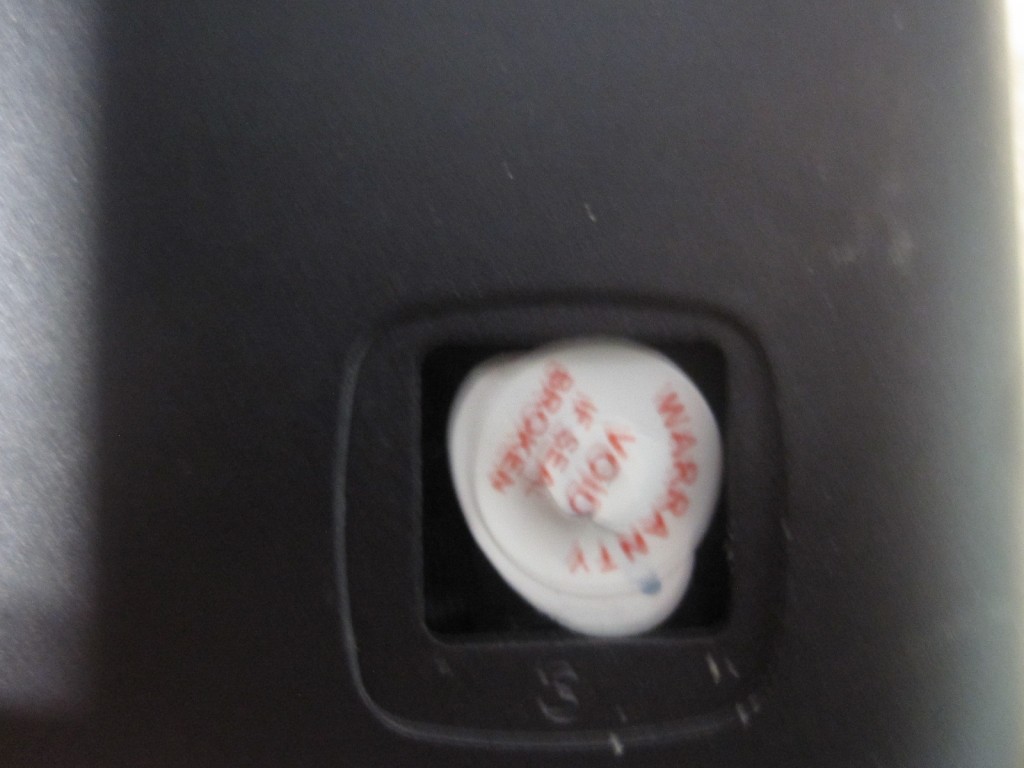 WARRANTY
VOID
IF SEAL
BROKEN
S